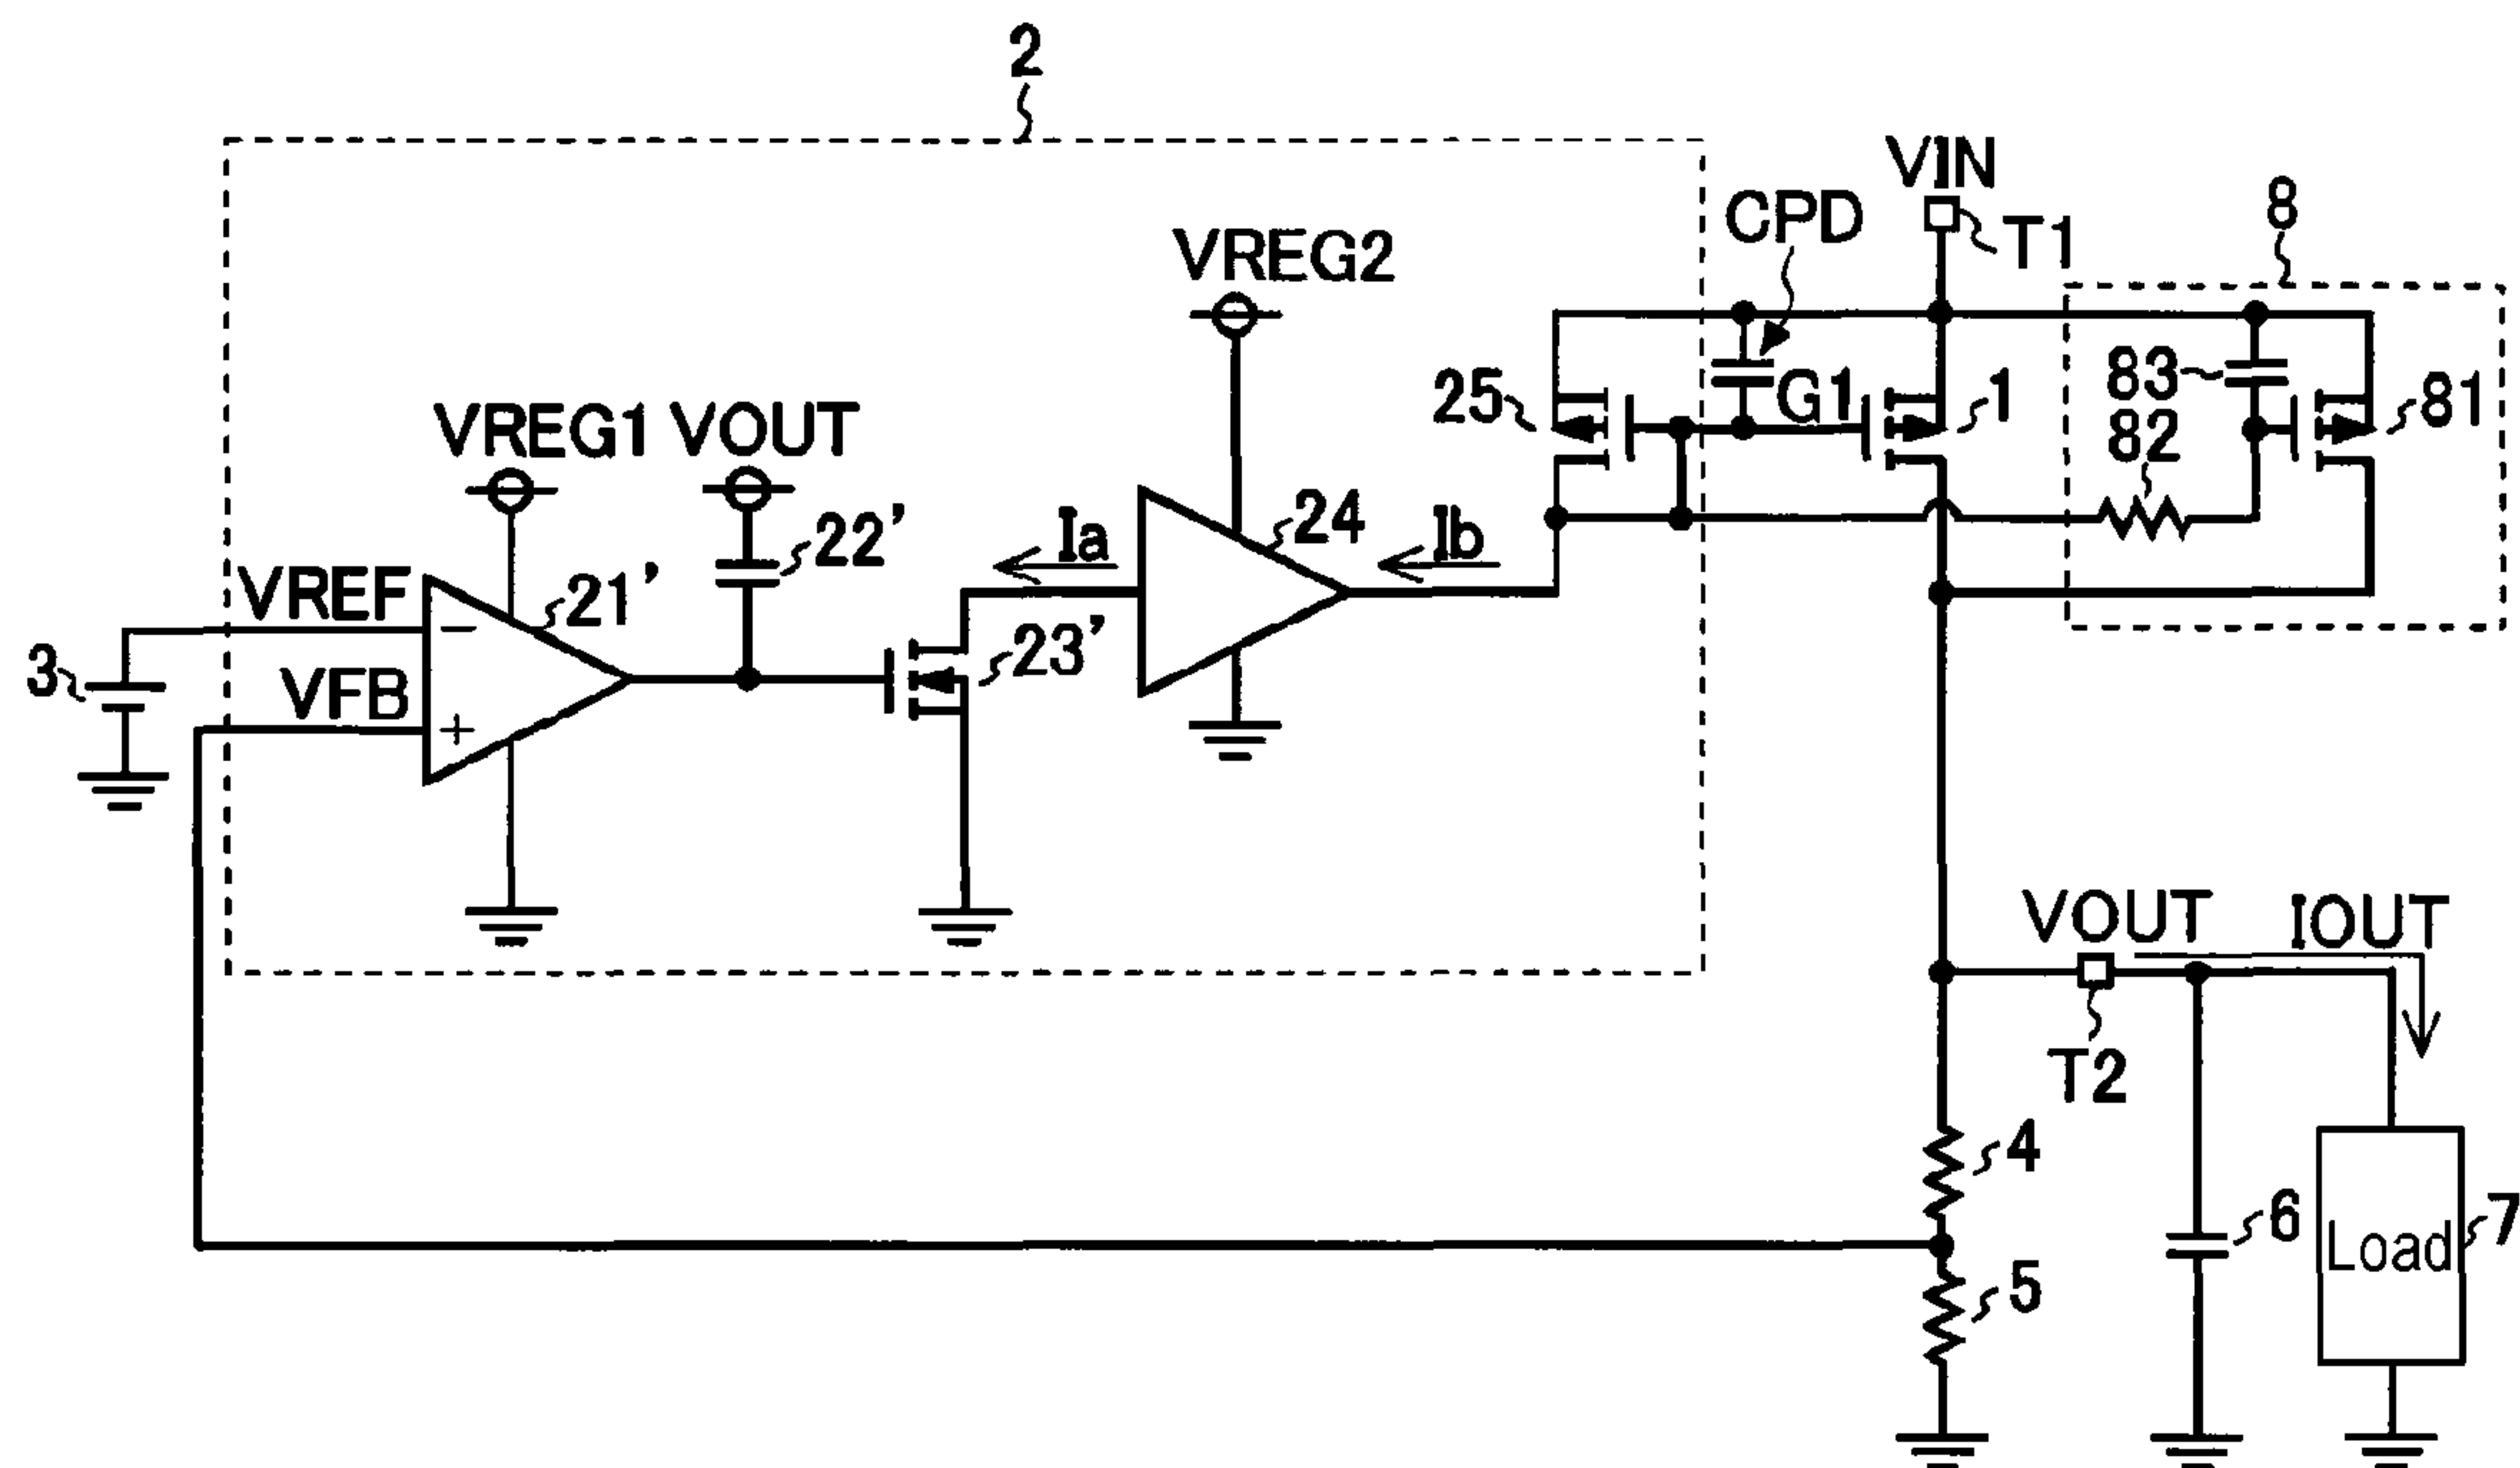 2
VIN
T1
8
CPD
VREG2
25
G1
1
83
82
81
VREG1
VOUT
22'
Ia
24
Ib
VREF
21'
23'
3
VFB
−
+
VOUT
IOUT
T2
4
5
6
Load
7